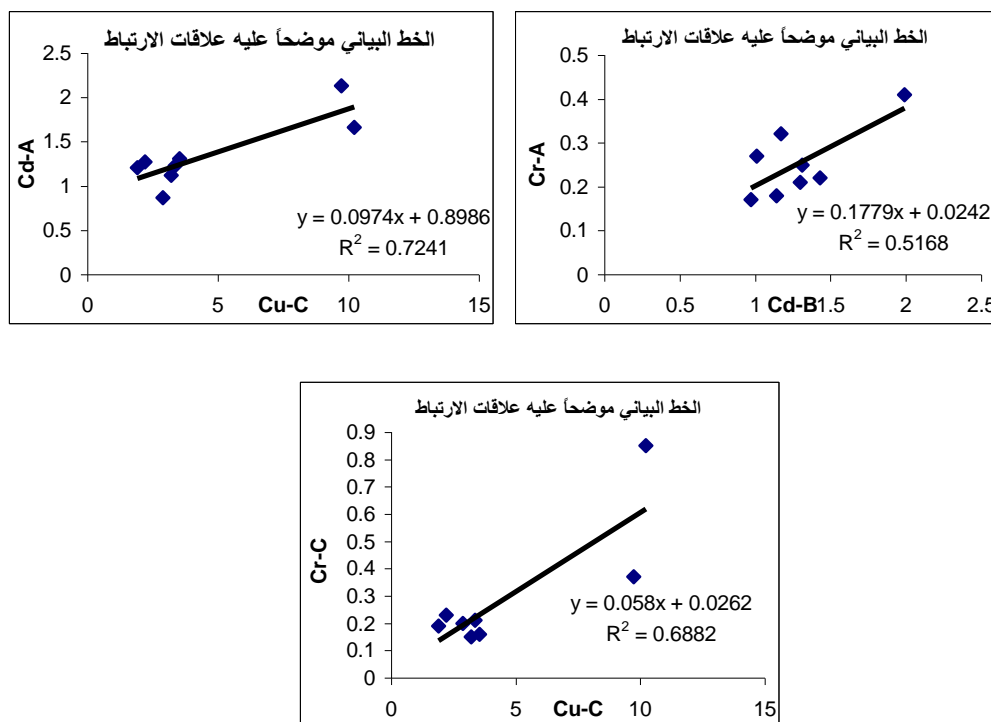 الخط البياني موضحاً عليه علاقات الارتباط
2.5
2
1.5
1
0.5
0
Cd-A
y = 0.0974x + 0.8986
R² = 0.7241
0 5 10 15
Cu-C
الخط البياني موضحاً عليه علاقات الارتباط
0.5
0.4
0.3
0.2
0.1
0
Cr-A
y = 0.1779x + 0.0242
R² = 0.5168
0 0.5 1 1.5 2 2.5
Cd-B
الخط البياني موضحاً عليه علاقات الارتباط
0.9
0.8
0.7
0.6
0.5
0.4
0.3
0.2
0.1
0
Cr-C
y = 0.058x + 0.0262
R² = 0.6882
0 5 10 15
Cu-C